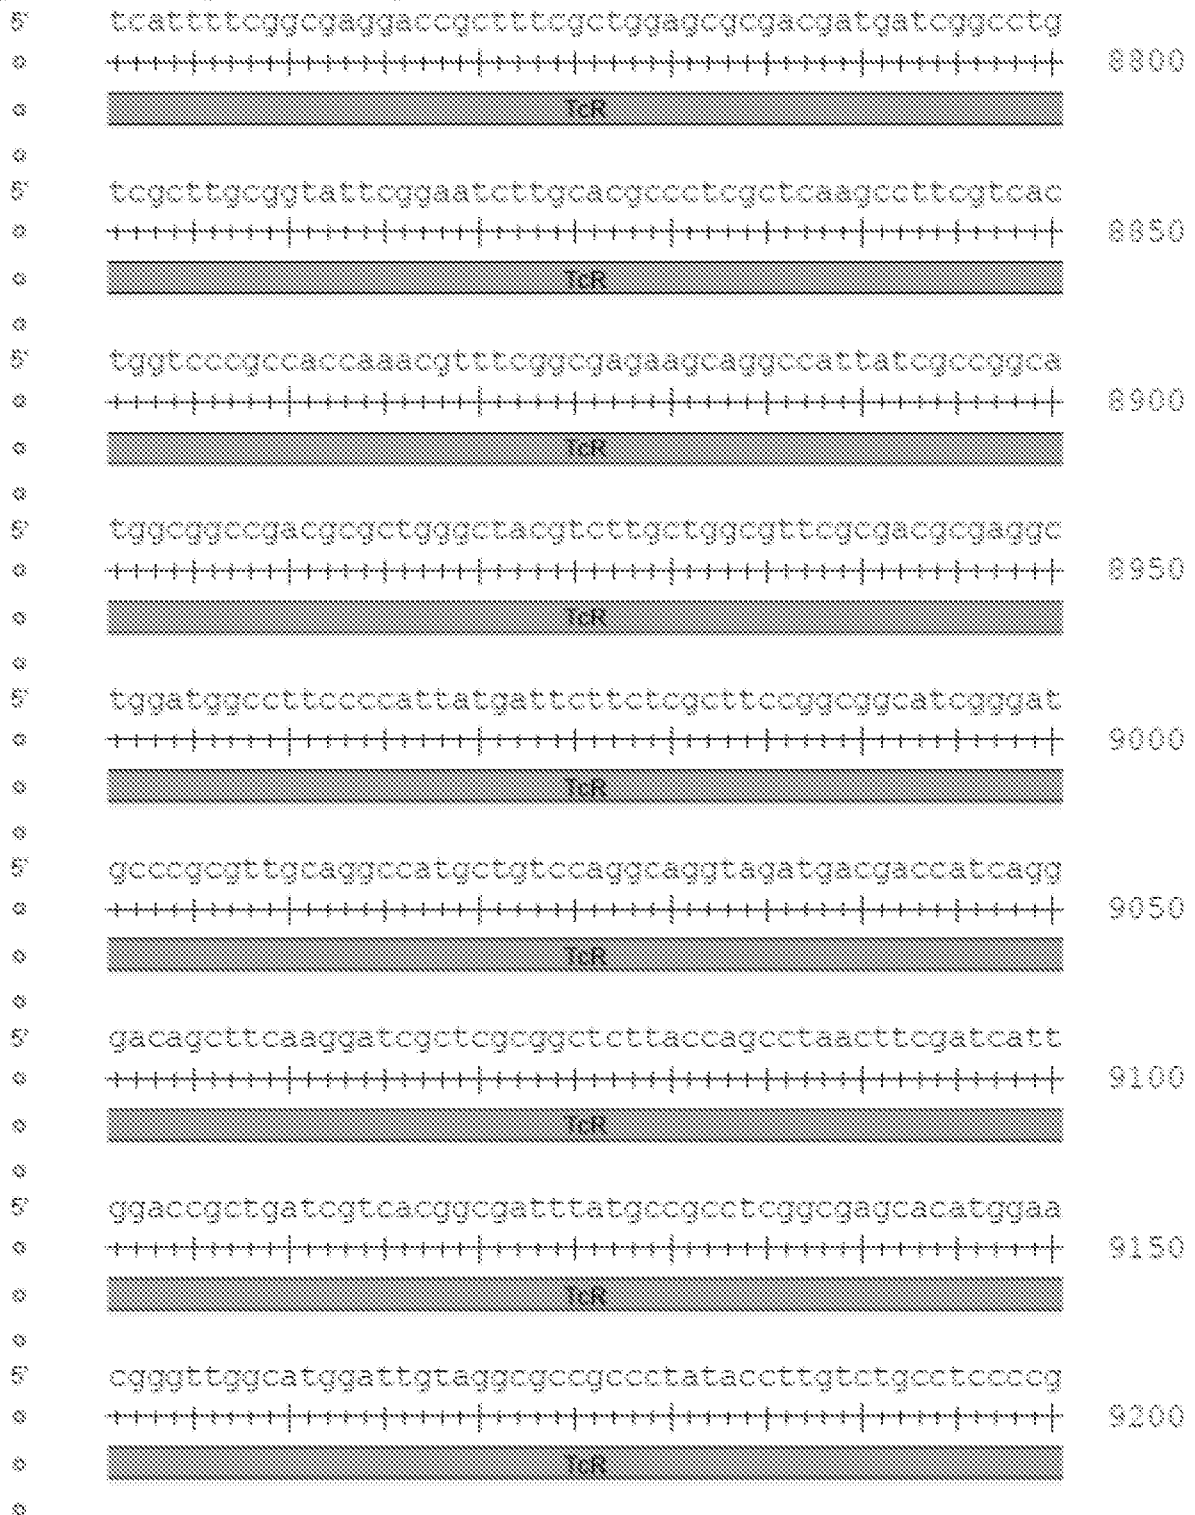 5' tcattttcggcgaggaccgctttcgctggagcgcgacgatgatcggcctg
8800
TcR
5' tcgcttgcggtattcggaatcttgcacgccctcgctcaagccttcgtcac
8850
TcR
5' tggtcccgccaccaaacgtttcggcgagaagcaggccattatcgccggca
8900
TcR
5' tggcggccgacgcgctgggctacgtcttgctggcgttcgcgacgcgaggc
8950
TcR
5' tggatggccttccccattatgattcttctcgcttccggcggcatcgggat
9000
TcR
5' gcccgcgttgcaggccatgctgtccaggcaggtagatgacgaccatcagg
9050
TcR
5' gacagcttcaaggatcgctcgcggctcttaccagcctaacttcgatcatt
9100
TcR
5' ggaccgctgatcgtcacggcgatttatgccgcctcggcgagcacatggaa
9150
TcR
5' cgggttggcatggattgtaggcgccgccctataccttgtctgcctccccg
9200
TcR